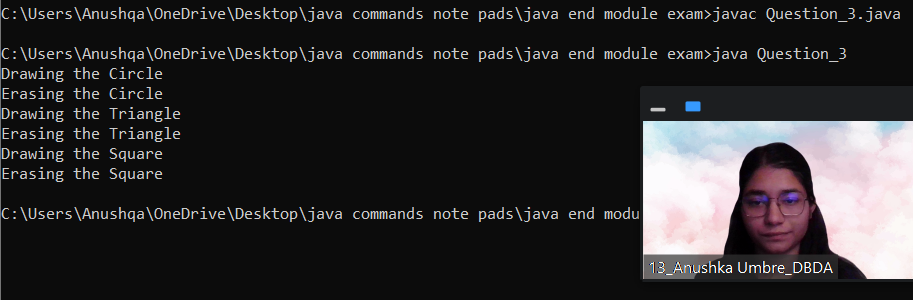 C:\Users\Anushqa\OneDrive\Desktop\java commands note pads\java end module exam>javac Question_3.java
C:\Users\Anushqa\OneDrive\Desktop\java commands note pads\java end module exam>java Question_3
Drawing the Circle
Erasing the Circle
Drawing the Triangle
Erasing the Triangle
Drawing the Square
Erasing the Square
C:\Users\Anushqa\OneDrive\Desktop\java commands note pads\java end modu
13_Anushka Umbre_DBDA